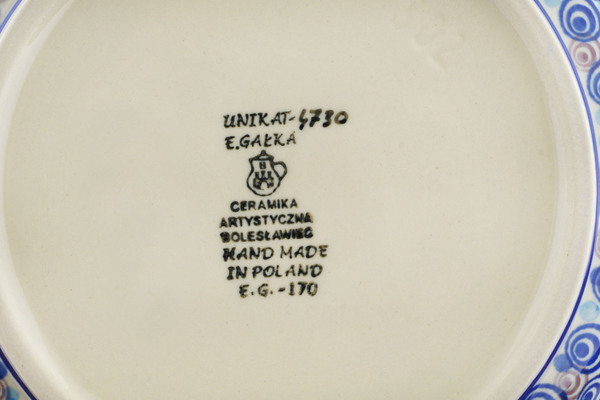 UNIKAT-4730
E.GAŁKA
B
CERAMIKA
ARTYSTYCZNA
BOLESŁAWIEC
HAND MADE
IN POLAND
E.G.-170